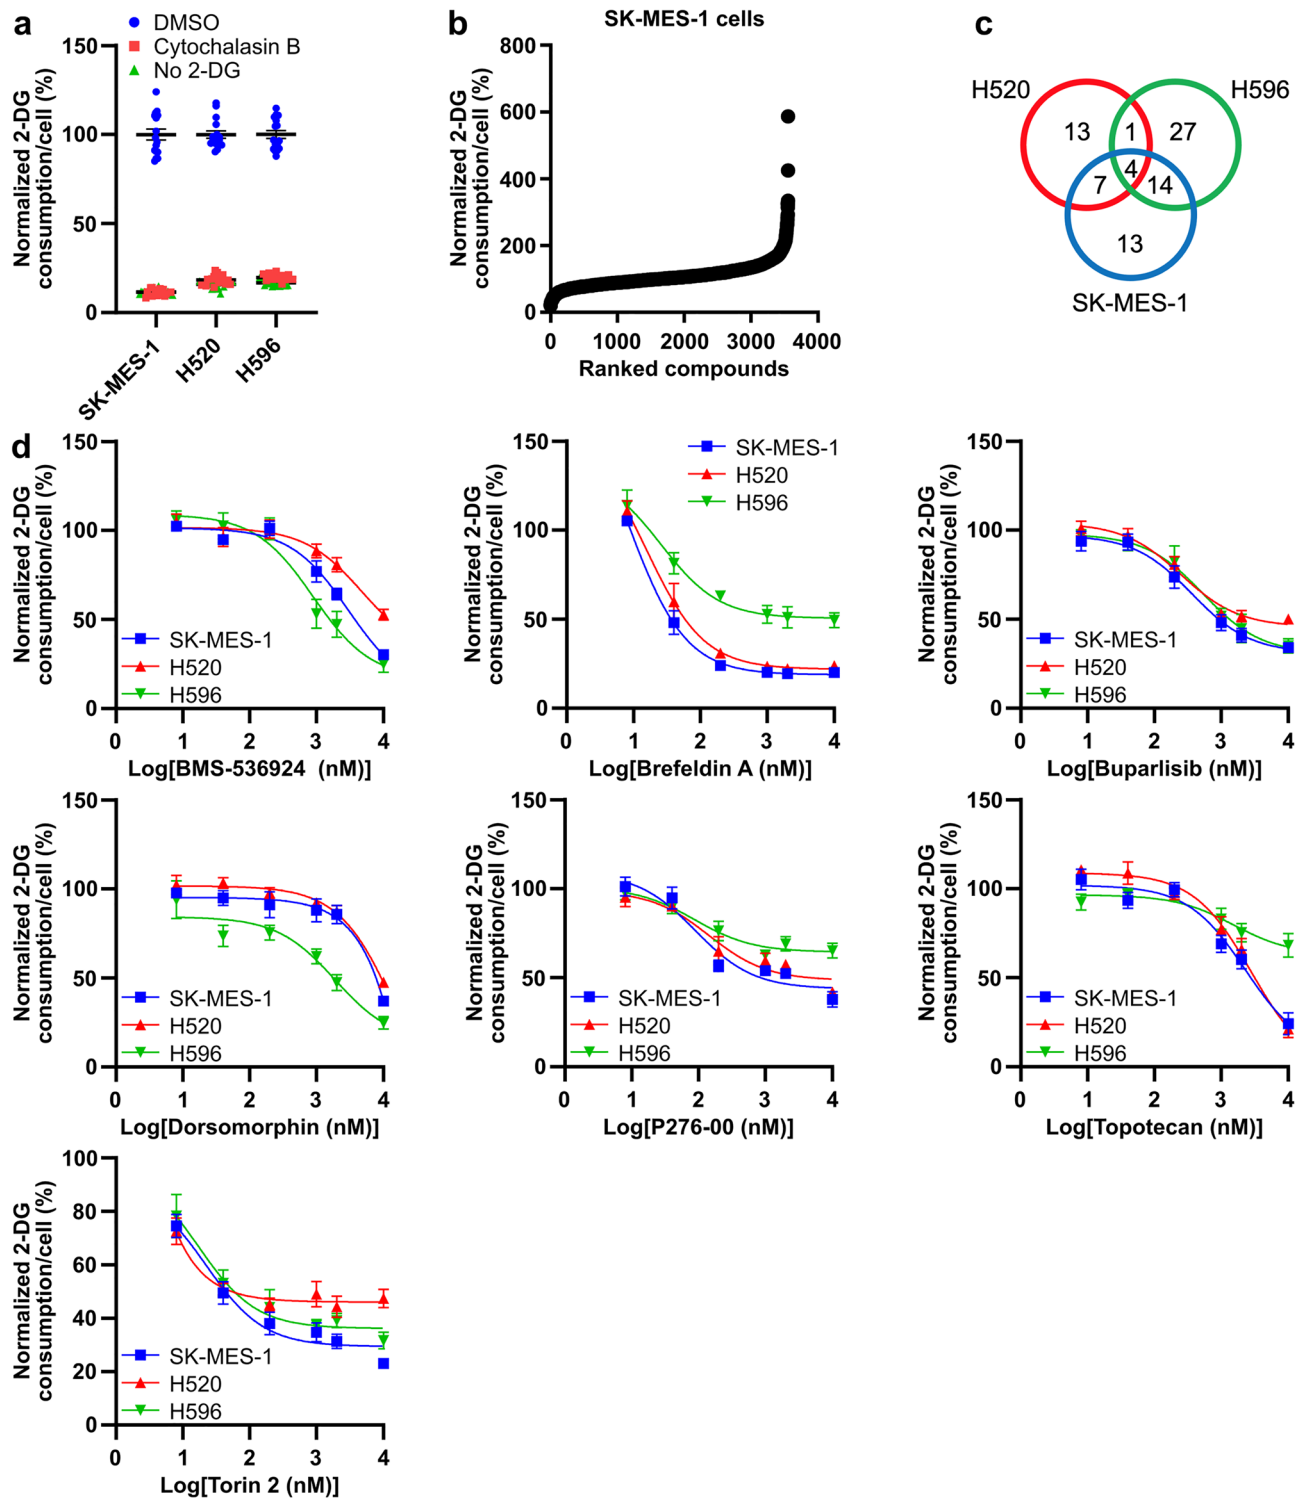 a
DMSO
Cytochalasin B
No 2-DG
Normalized 2-DG
consumption/cell (%)
150
100
50
0
SK-MES-1
H520
H596
b
SK-MES-1 cells
Normalized 2-DG
consumption/cell (%)
800
600
400
200
0
0 1000 2000 3000 4000
Ranked compounds
c
H520
H596
13
1
27
4
7
14
13
SK-MES-1
d
Normalized 2-DG
consumption/cell (%)
150
100
50
0
SK-MES-1
H520
H596
0 1 2 3 4
Log[BMS-536924 (nM)]
Normalized 2-DG
consumption/cell (%)
150
100
50
0
SK-MES-1
H520
H596
0 1 2 3 4
Log[Brefeldin A (nM)]
Normalized 2-DG
consumption/cell (%)
150
100
50
0
SK-MES-1
H520
H596
0 1 2 3 4
Log[Buparlisib (nM)]
Normalized 2-DG
consumption/cell (%)
150
100
50
0
SK-MES-1
H520
H596
0 1 2 3 4
Log[Dorsomorphin (nM)]
Normalized 2-DG
consumption/cell (%)
150
100
50
0
SK-MES-1
H520
H596
0 1 2 3 4
Log[P276-00 (nM)]
Normalized 2-DG
consumption/cell (%)
150
100
50
0
SK-MES-1
H520
H596
0 1 2 3 4
Log[Topotecan (nM)]
Normalized 2-DG
consumption/cell (%)
100
80
60
40
20
0
SK-MES-1
H520
H596
0 1 2 3 4
Log[Torin 2 (nM)]